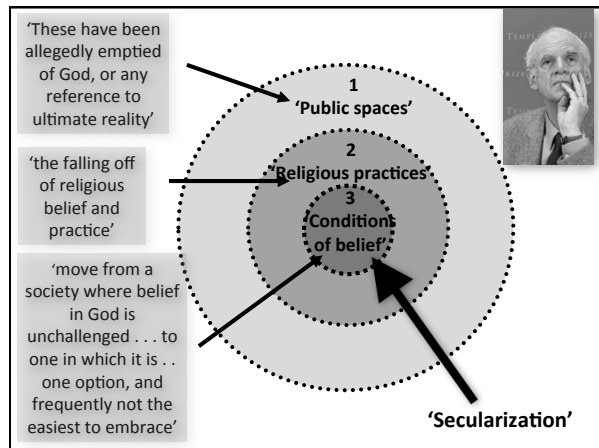 ‘These have been
allegedly emptied
of God, or any
reference to
ultimate reality’
1
‘Public spaces’
2
‘Religious practices’
3
‘Conditions
of belief’
‘the falling off
of religious
belief and
practice’
‘move from a
society where belief
in God is
unchallenged . . . to
one in which it is . .
one option, and
frequently not the
easiest to embrace’
‘Secularization’